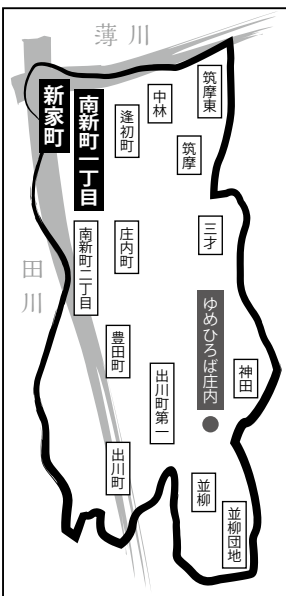 薄川
筑摩東
中林
筑摩
逢初町
南新町一丁目
新家町
三才
庄内町
南新町二丁目
田川
ゆめひろば庄内
神田
豊田町
出川町第一
出川町
並柳
並柳団地